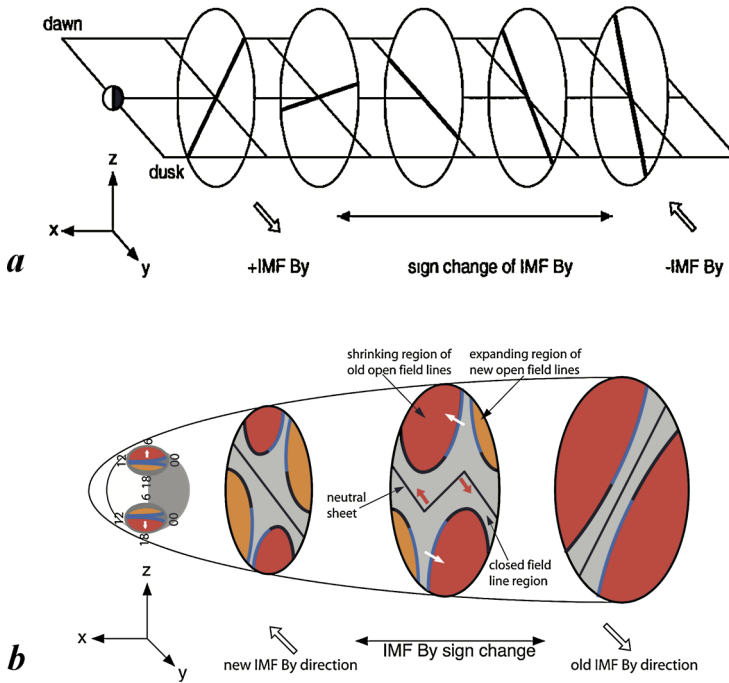 dawn
dusk
z
x
y
a
+IMF By
sign change of IMF By
-IMF By
shrinking region of
old open field lines
expanding region of
new open field lines
6
12
00
18
6
12
00
18
neutral
sheet
closed field
line region
z
x
y
b
new IMF By direction
IMF By sign change
old IMF By direction